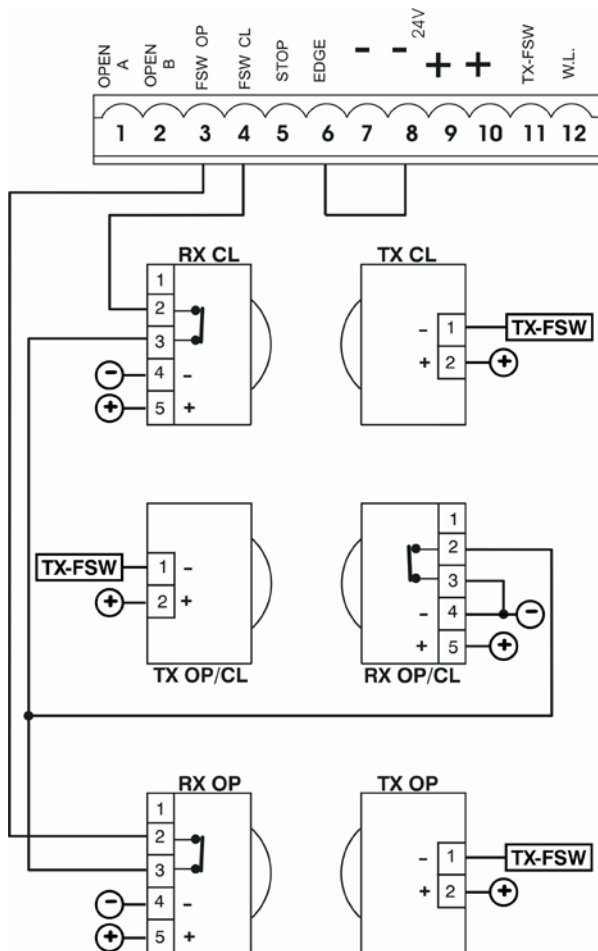 OPEN A
OPEN B
FSW OP
FSW CL
STOP
EDGE
- - 24V
+ +
TX-FSW
W.L.
1 2 3 4 5 6 7 8 9 10 11 12
RX CL
1
2
3
4 -
5 +
- +
TX CL
- 1 TX-FSW
+ 2 +
TX-FSW 1 -
+ 2 +
TX OP/CL
1
2
3
- 4 -
+ 5 +
RX OP/CL
RX OP
1
2
3
- 4 -
+ 5 +
TX OP
- 1 TX-FSW
+ 2 +